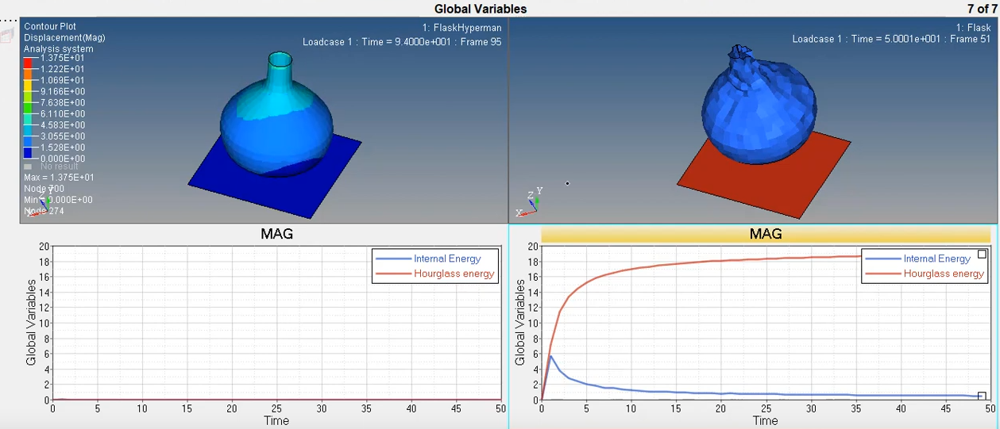 Global Variables
7 of 7
Contour Plot
Displacement(Mag)
Analysis system
1.375E+01
1.222E+01
1.069E+01
9.166E+00
7.638E+00
6.110E+00
4.583E+00
3.055E+00
1.528E+00
0.000E+00
No result
Max = 1.375E+01
Node 700
Min = 0.000E+00
Node 274
X
1: FlaskHyperman
Loadcase 1 : Time = 9.4000e+001 : Frame 95
1: Flask
Loadcase 1 : Time = 5.0001e+001 : Frame 51
Z Y
X
MAG
Global Variables
20
18
16
14
12
10
8
6
4
2
0
Internal Energy
Hourglass energy
0 5 10 15 20 25 30 35 40 45 50
Time
MAG
Global Variables
20
18
16
14
12
10
8
6
4
2
0
Internal Energy
Hourglass energy
0 5 10 15 20 25 30 35 40 45 50
Time